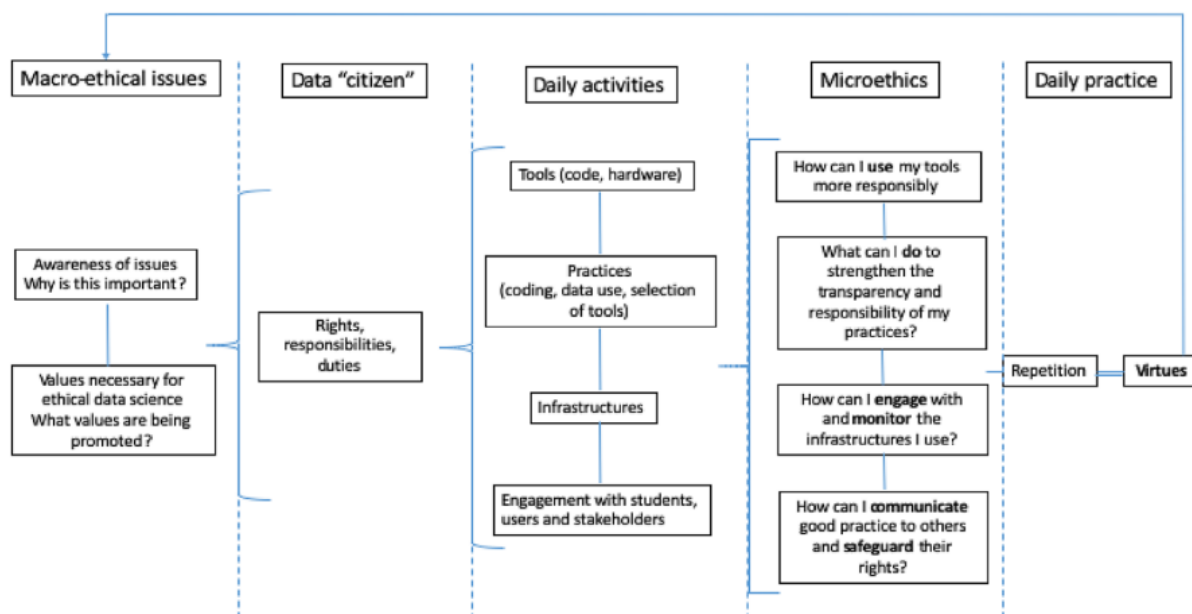 Macro-ethical issues
Data “citizen”
Daily activities
Microethics
Daily practice
Awareness of issues
Why is this important?
Values necessary for
ethical data science
What values are being
promoted?
Rights,
responsibilities,
duties
Tools (code, hardware)
Practices
(coding, data use, selection
of tools)
Infrastructures
Engagement with students,
users and stakeholders
How can I use my tools
more responsibly
What can I do to
strengthen the
transparency and
responsibility of my
practices?
How can I engage with
and monitor the
infrastructures I use?
How can I communicate
good practice to others
and safeguard their
rights?
Repetition
Virtues